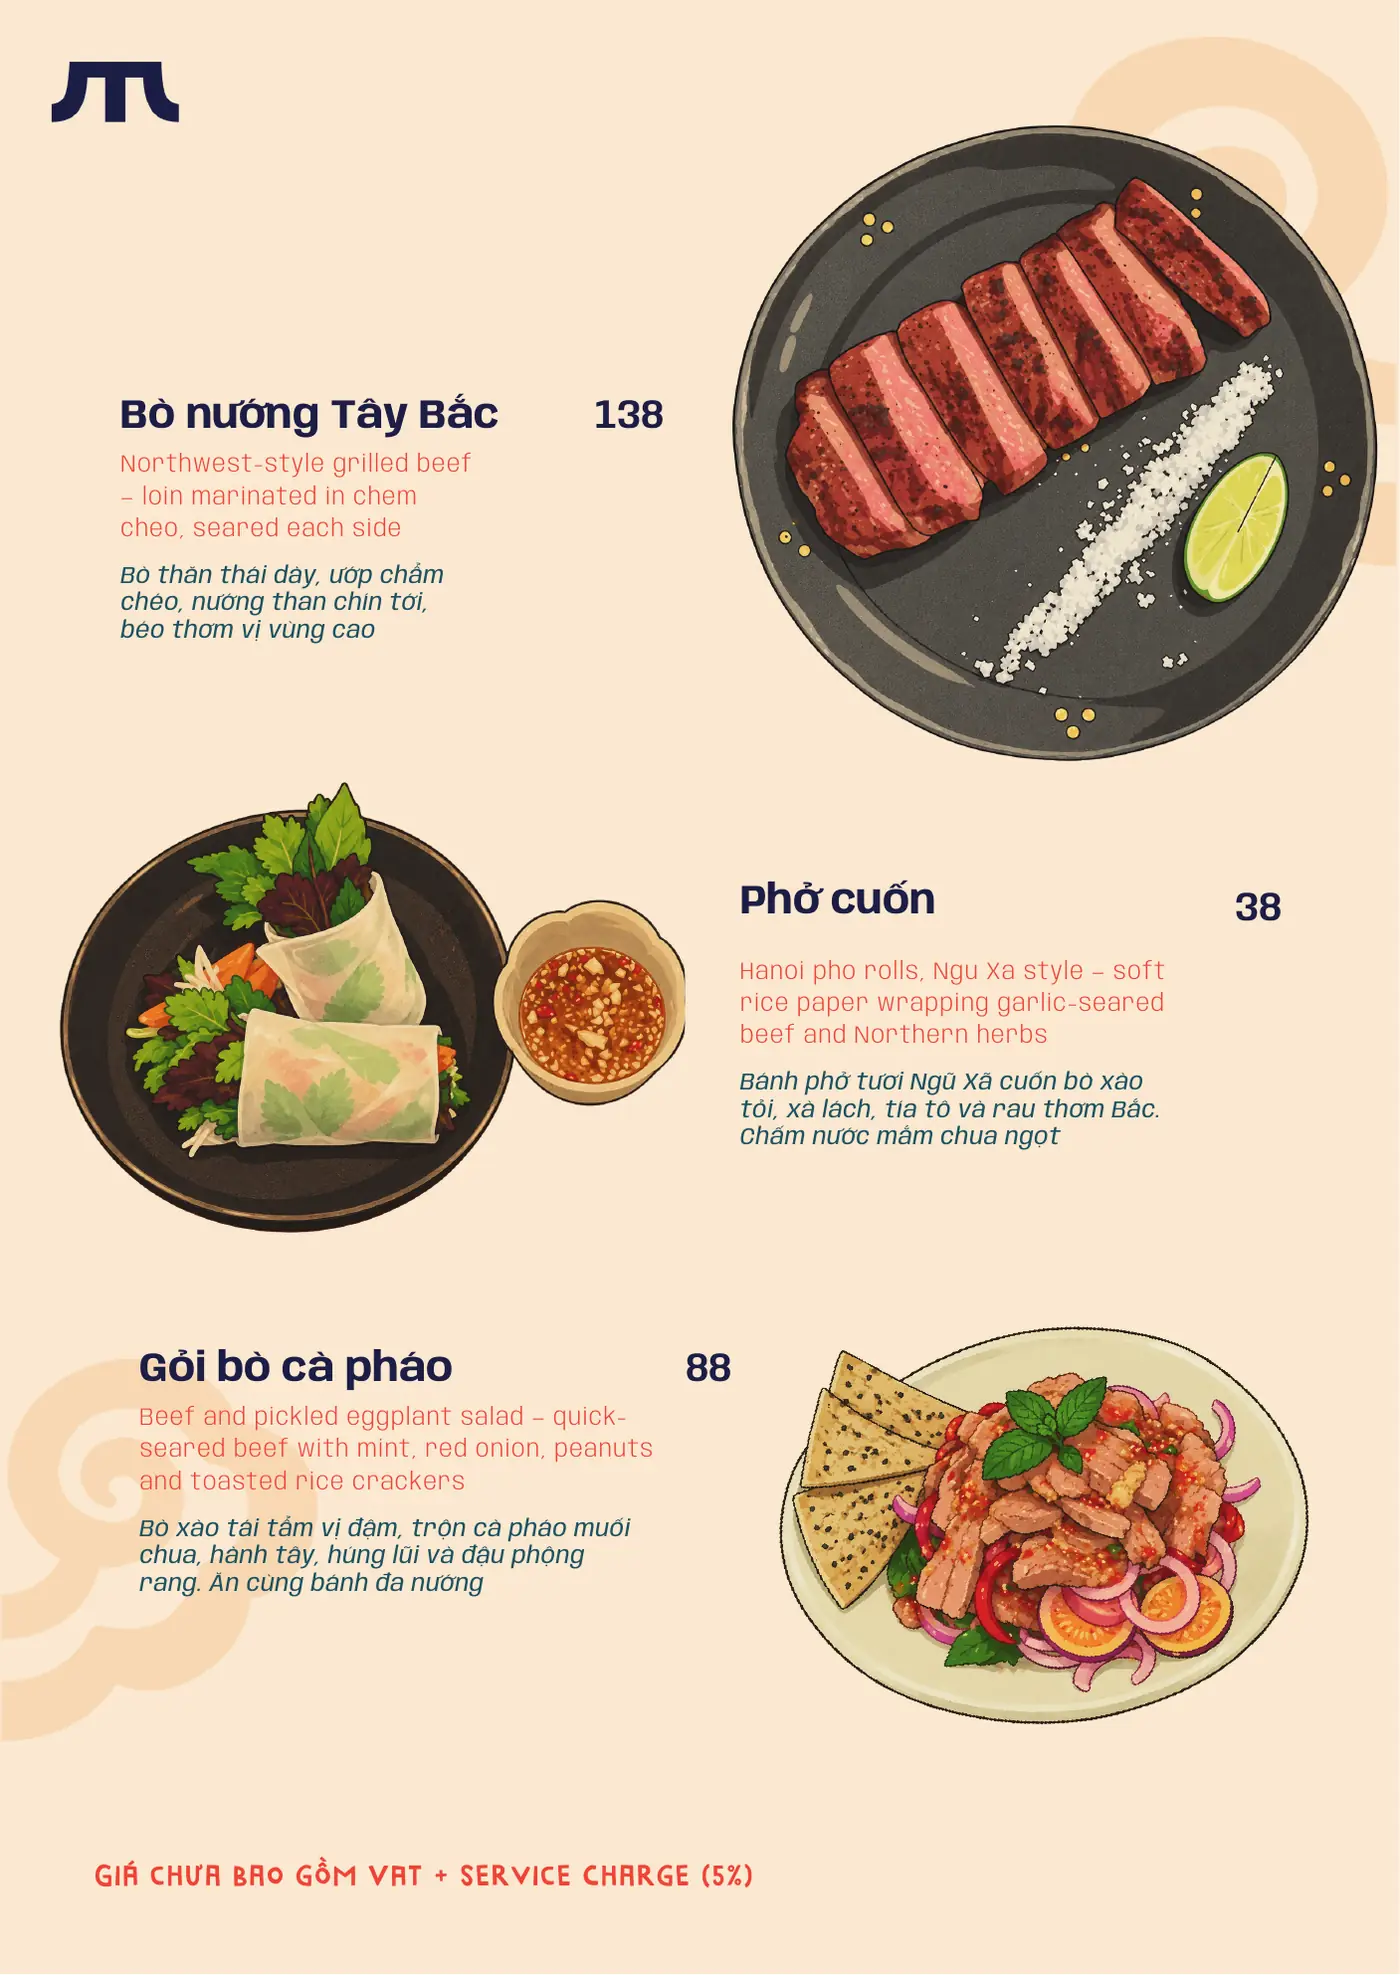 Bò nướng Tây Bắc 138
Northwest-style grilled beef
– loin marinated in chem
cheo, seared each side
Bò thăn thái dày, ướp chẩm
chéo, nướng than chín tới,
béo thơm vị vùng cao
Phở cuốn 38
Hanoi pho rolls, Ngu Xa style – soft
rice paper wrapping garlic-seared
beef and Northern herbs
Bánh phở tươi Ngũ Xã cuốn bò xào
tỏi, xà lách, tía tô và rau thơm Bắc.
Chấm nước mắm chua ngọt
Gỏi bò cà pháo 88
Beef and pickled eggplant salad – quick-
seared beef with mint, red onion, peanuts
and toasted rice crackers
Bò xào tái tẩm vị đậm, trộn cà pháo muối
chua, hành tây, húng lũi và đậu phộng
rang. Ăn cùng bánh đa nướng
GIÁ CHƯA BAO GỒM VAT + SERVICE CHARGE (5%)